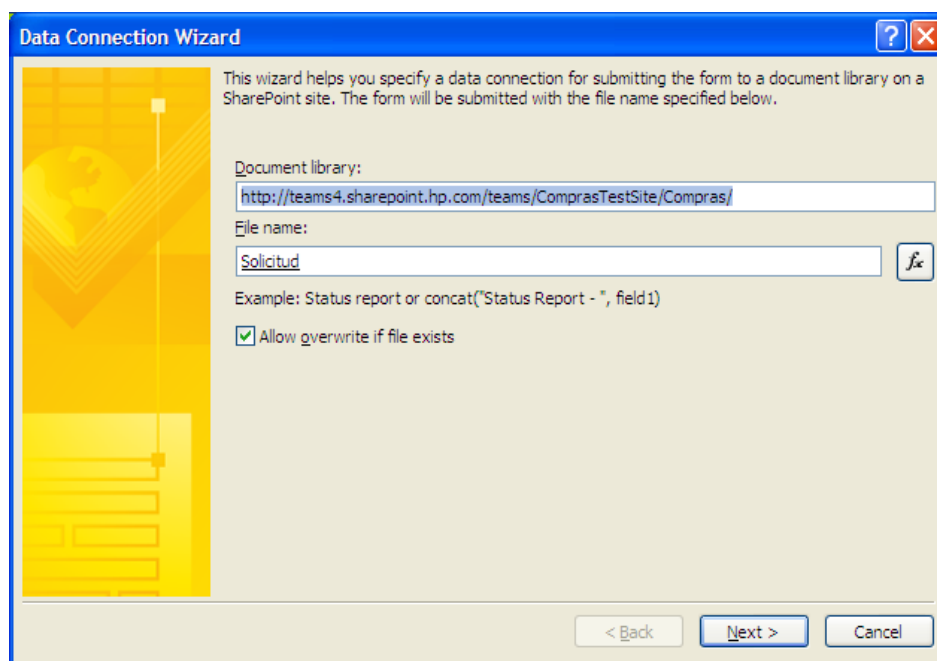 Data Connection Wizard
This wizard helps you specify a data connection for submitting the form to a document library on a
SharePoint site. The form will be submitted with the file name specified below.
Document library:
http://teams4.sharepoint.hp.com/teams/ComprasTestSite/Compras/
File name:
Solicitud
fx
Example: Status report or concat("Status Report - ", field1)
Allow overwrite if file exists
< Back
Next >
Cancel